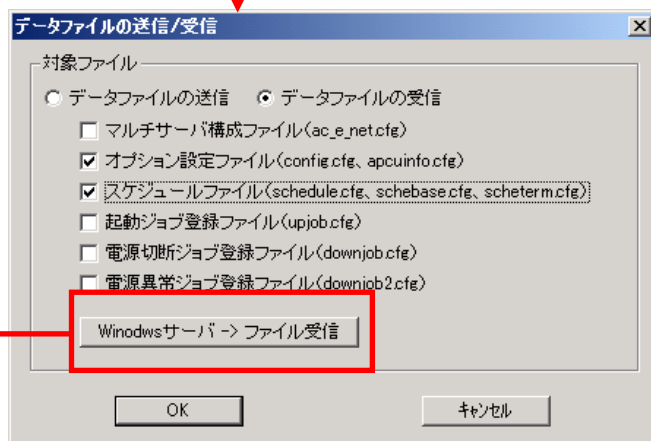 データファイルの送信/受信
対象ファイル
データファイルの送信 データファイルの受信
マルチサーバ構成ファイル(ac_e_net.cfg)
オプション設定ファイル(config.cfg、apcuinfo.cfg)
スケジュールファイル(schedule.cfg、schebase.cfg、scheterm.cfg)
起動ジョブ登録ファイル(upjob.cfg)
電源切断ジョブ登録ファイル(downjob.cfg)
電源異常ジョブ登録ファイル(downjob2.cfg)
Winodwsサーバ -> ファイル受信
OK キャンセル